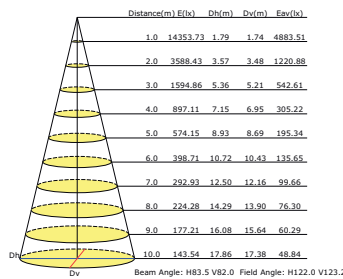 Distance(m) E(lx) Dh(m) Dv(m) Eav(lx)
1.0 14353.73 1.79 1.74 4883.51
2.0 3588.43 3.57 3.48 1220.88
3.0 1594.86 5.36 5.21 542.61
4.0 897.11 7.15 6.95 305.22
5.0 574.15 8.93 8.69 195.34
6.0 398.71 10.72 10.43 135.65
7.0 292.93 12.50 12.16 99.66
8.0 224.28 14.29 13.90 76.30
9.0 177.21 16.08 15.64 60.29
Dh 10.0 143.54 17.86 17.38 48.84
Dv Beam Angle: H83.5 V82.0 Field Angle: H122.0 V123.2